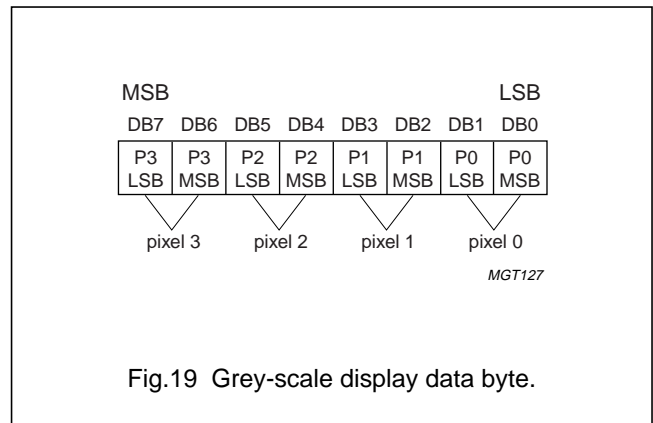 MSB LSB
DB7 DB6 DB5 DB4 DB3 DB2 DB1 DB0
P3 P3 P2 P2 P1 P1 P0 P0
LSB MSB LSB MSB LSB MSB LSB MSB
pixel 3 pixel 2 pixel 1 pixel 0
MGT127
Fig.19 Grey-scale display data byte.